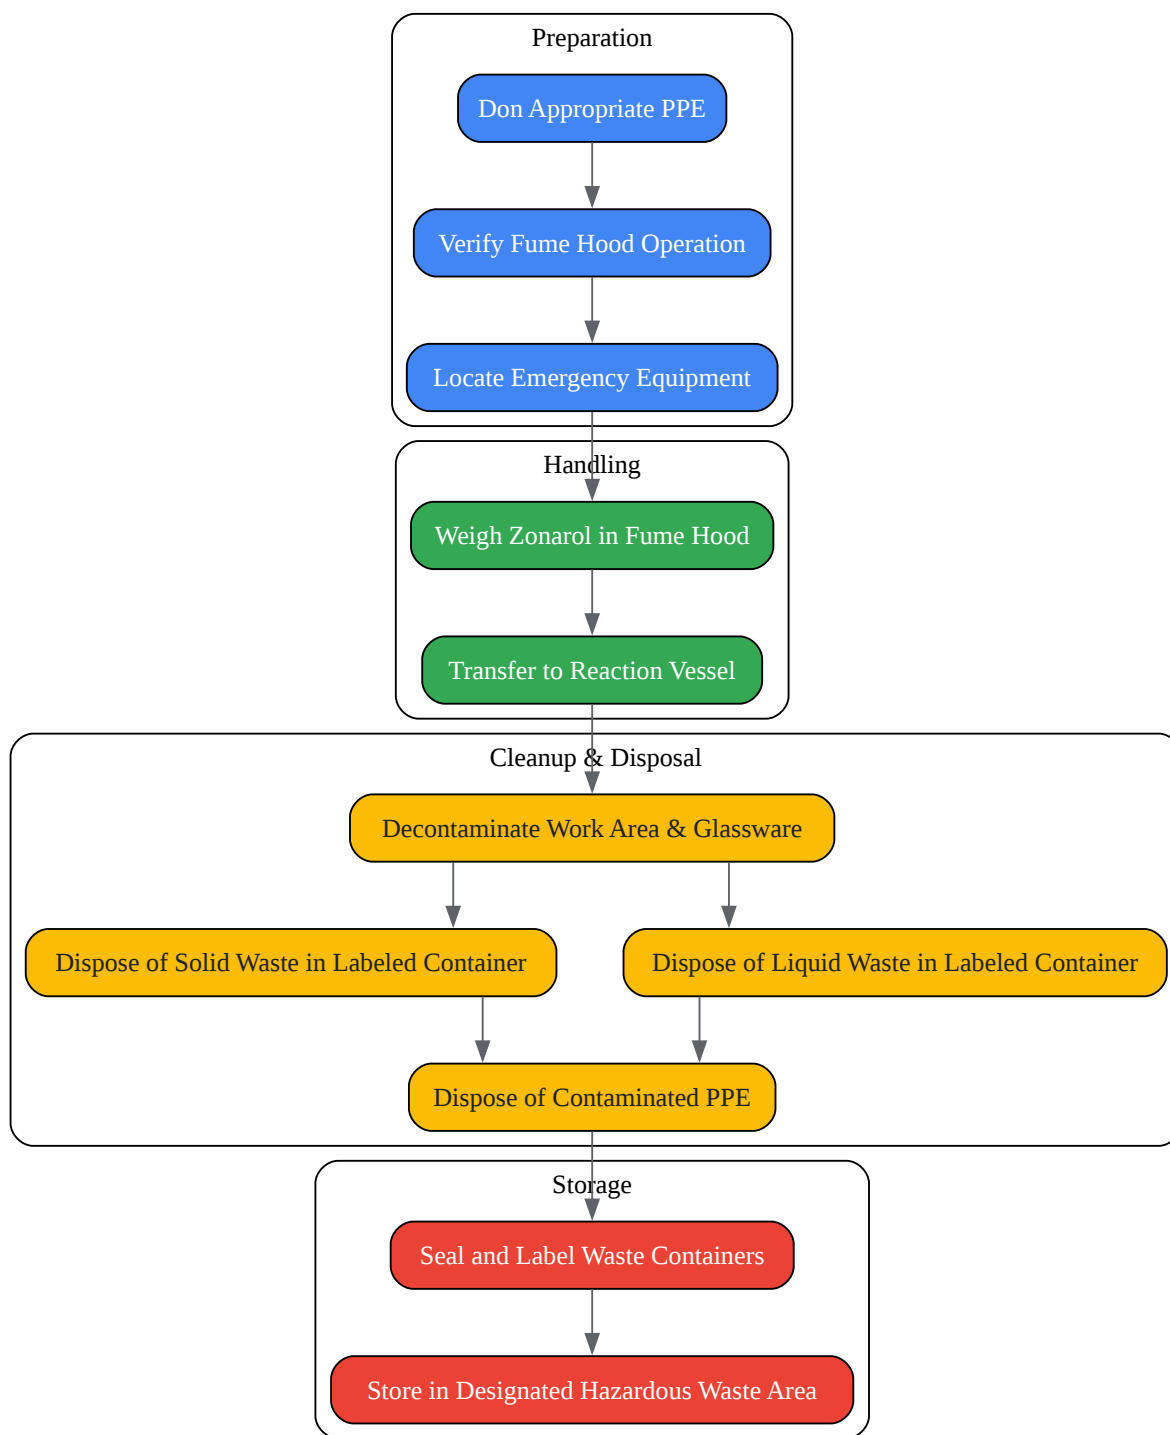 Preparation
Don Appropriate PPE
Verify Fume Hood Operation
Locate Emergency Equipment
Handling
Weigh Zonarol in Fume Hood
Transfer to Reaction Vessel
Cleanup & Disposal
Decontaminate Work Area & Glassware
Dispose of Solid Waste in Labeled Container
Dispose of Liquid Waste in Labeled Container
Dispose of Contaminated PPE
Storage
Seal and Label Waste Containers
Store in Designated Hazardous Waste Area